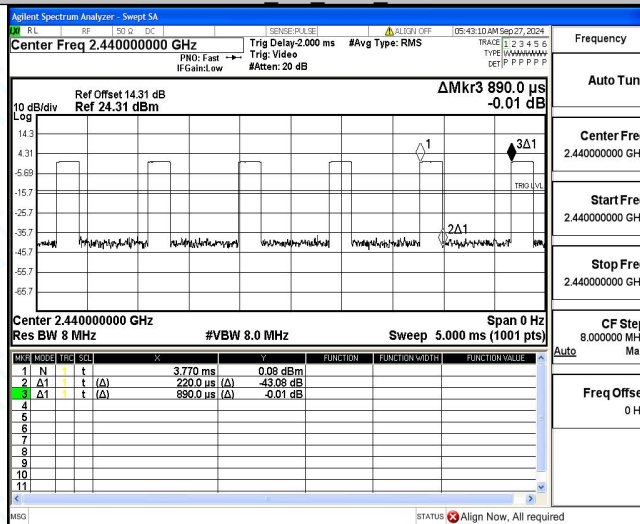 Agilent Spectrum Analyzer - Swept SA
RL RF 50 Ω DC SENSE:PULSE ALIGN OFF 05:43:10 AM Sep 27, 2024
Center Freq 2.440000000 GHz
PNO: Fast
IFGain:Low
Trig Delay-2.000 ms
Trig: Video
#Atten: 20 dB
#Avg Type: RMS
TRACE 1 2 3 4 5 6
TYPE
DET P P P P P P
Frequency
Ref Offset 14.31 dB
Ref 24.31 dBm
10 dB/div
Log
ΔMkr3 890.0 µs
-0.01 dB
14.3
4.31
-5.69
-15.7
-25.7
-35.7
-45.7
-55.7
-65.7
1
3Δ1
TRIG LVL
2Δ1
Center 2.440000000 GHz Span 0 Hz
Res BW 8 MHz #VBW 8.0 MHz Sweep 5.000 ms (1001 pts)
MKR MODE TRC SCL X Y FUNCTION FUNCTION WIDTH FUNCTION VALUE
1 N 1 t 3.770 ms 0.08 dBm
2 Δ1 1 t (Δ) 220.0 µs (Δ) -43.08 dB
3 Δ1 1 t (Δ) 890.0 µs (Δ) -0.01 dB
4
5
6
7
8
9
10
11
MSG STATUS Align Now, All required
Auto Tun
Center Fre
2.440000000 GH
Start Fre
2.440000000 GH
Stop Fre
2.440000000 GH
CF Ste
8.000000 MH
Auto Ma
Freq Offse
0 H